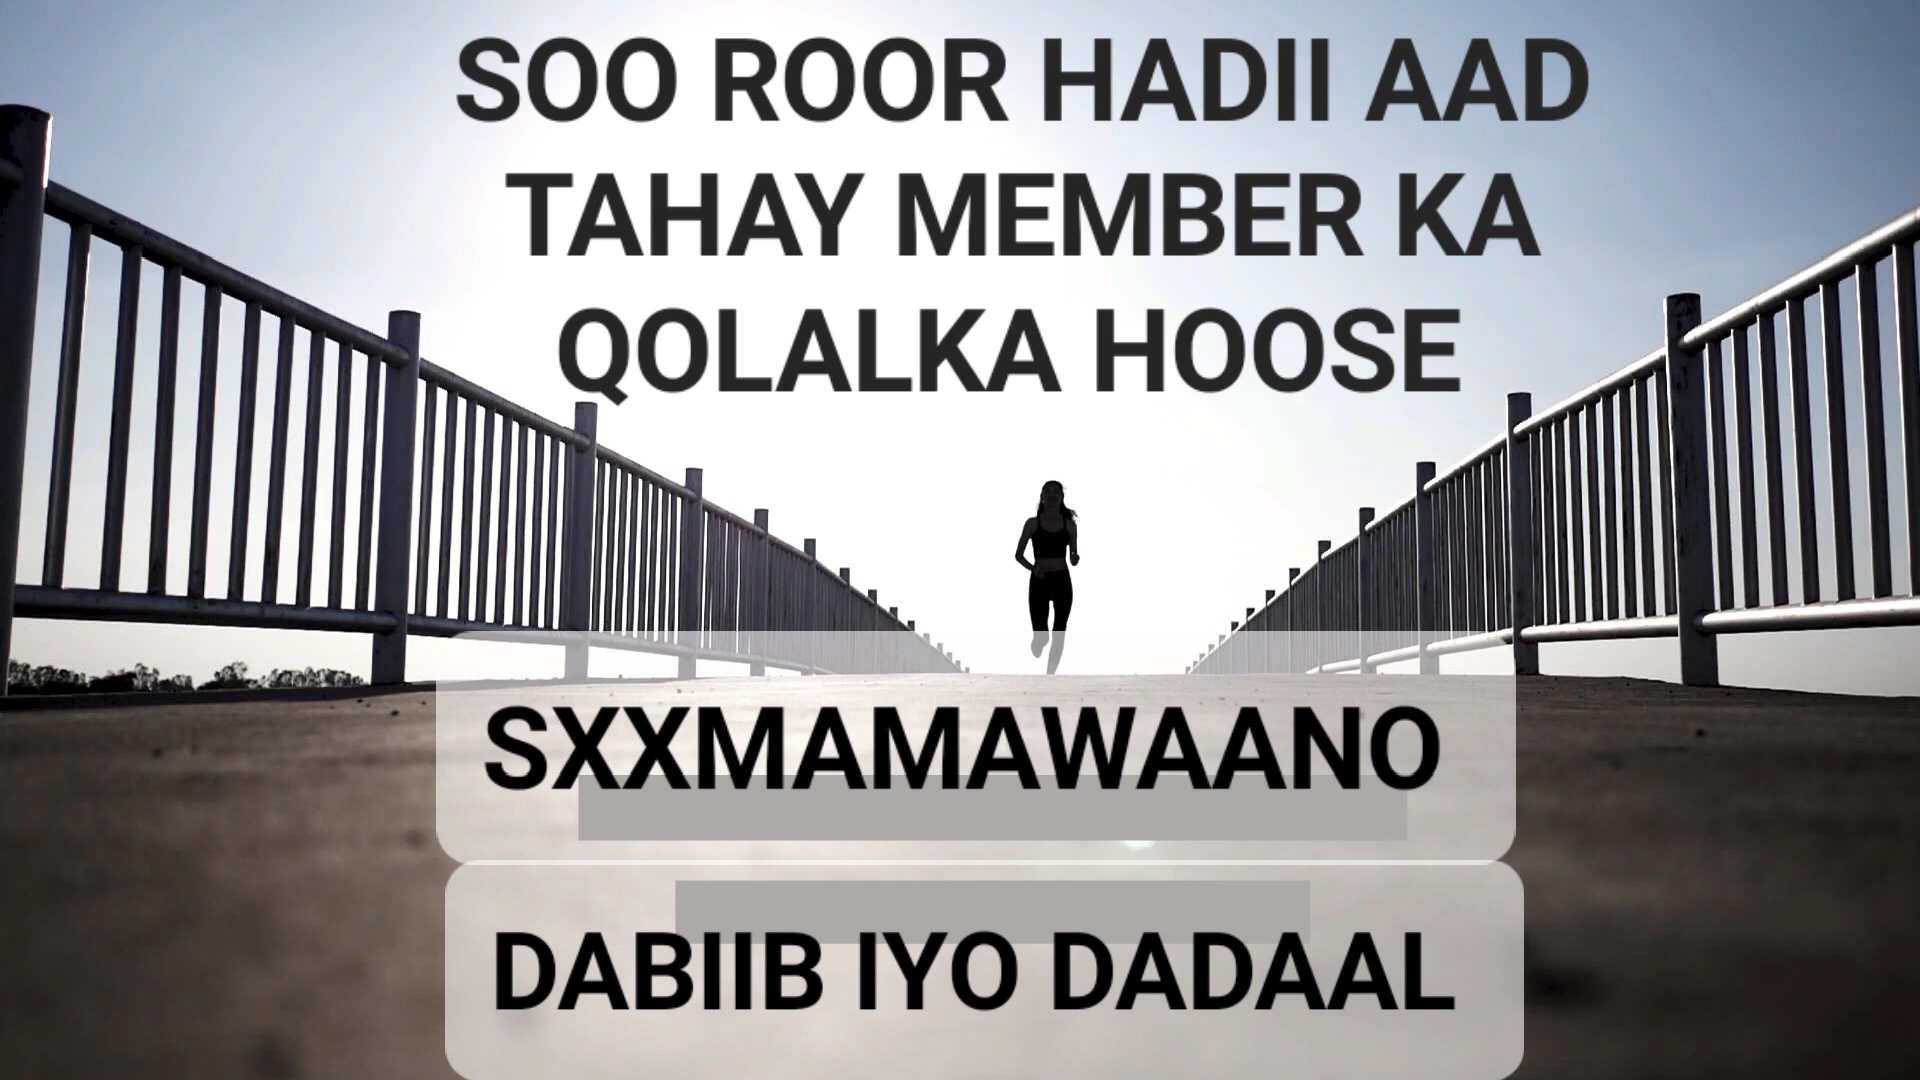 SOO ROOR HADII AAD
TAHAY MEMBER KA
QOLALKA HOOSE
SXXMAMAWAANO
DABIIB IYO DADAAL